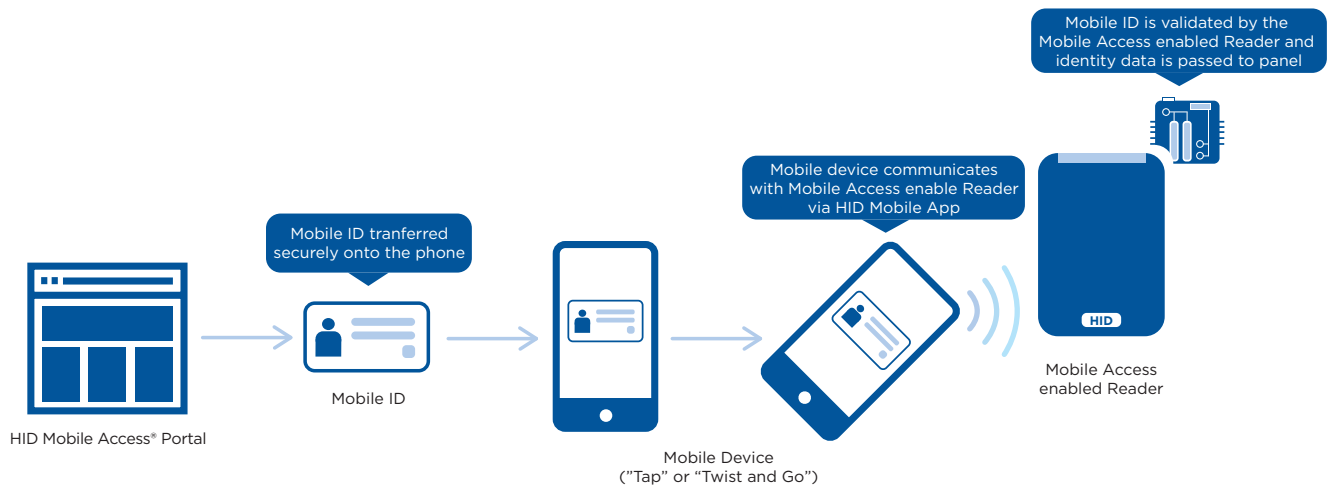 Mobile ID is validated by the
Mobile Access enabled Reader and
identity data is passed to panel
Mobile device communicates
with Mobile Access enable Reader
via HID Mobile App
Mobile ID tranferred
securely onto the phone
HID
Mobile Access
enabled Reader
Mobile ID
HID Mobile Access® Portal
Mobile Device
(”Tap” or “Twist and Go”)